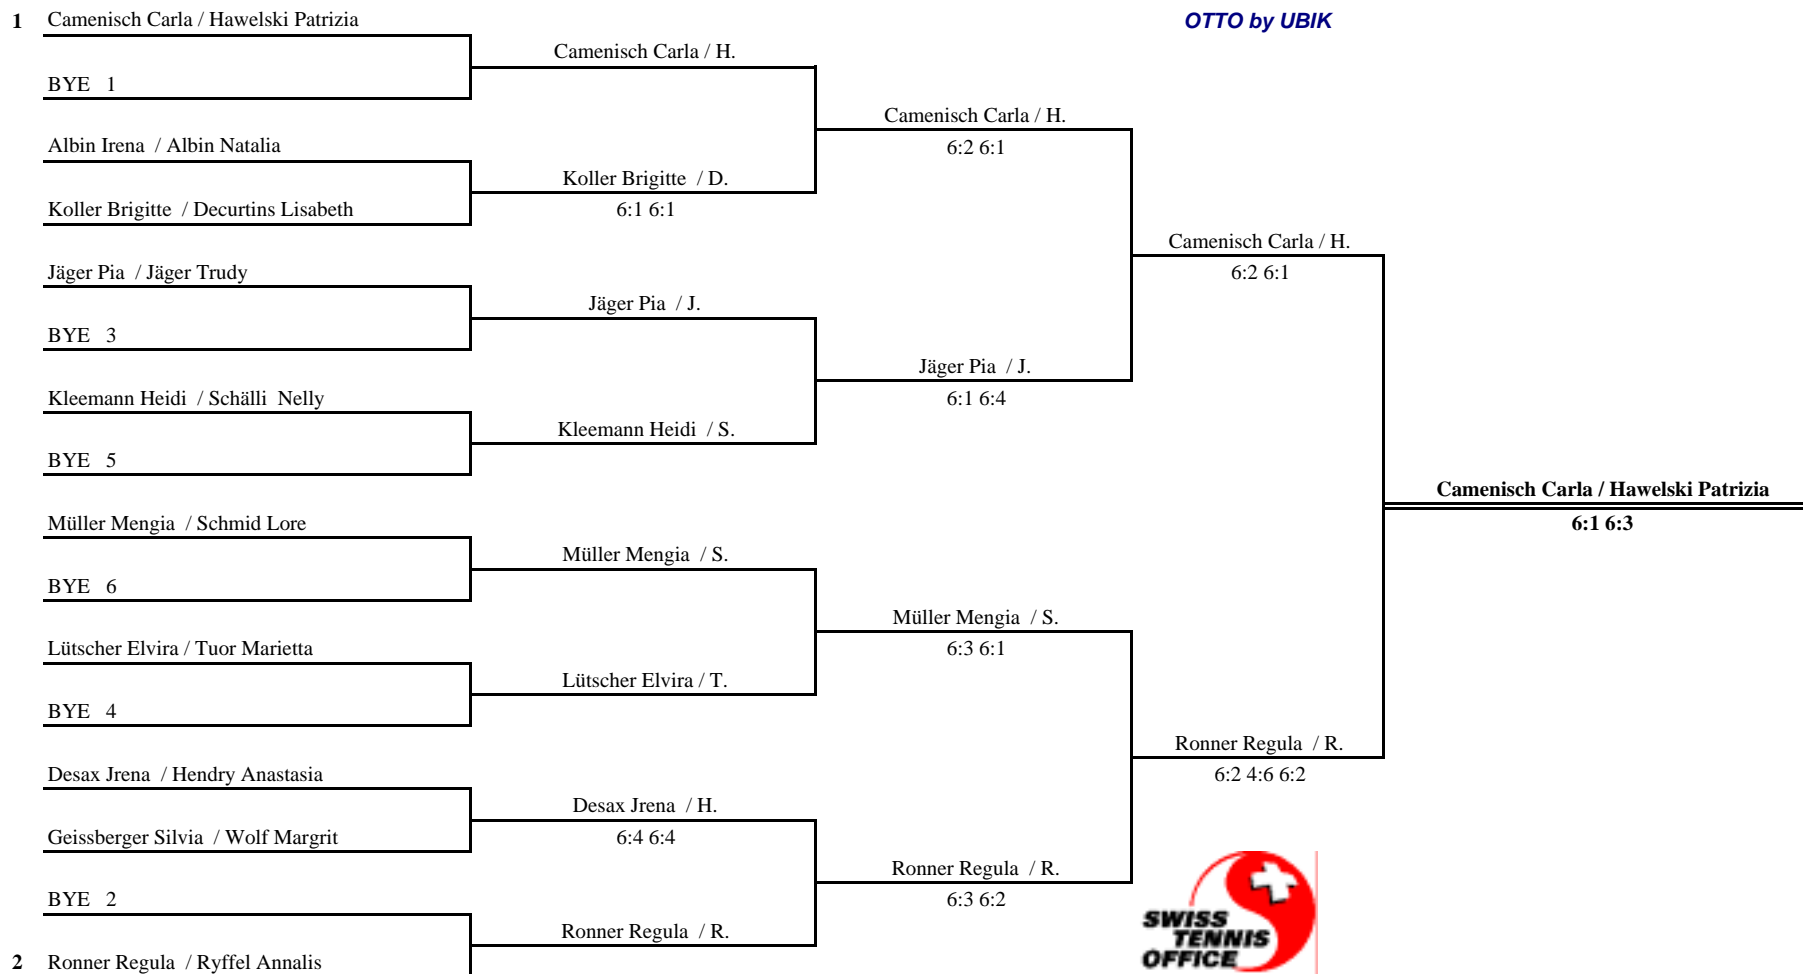 1 Camenisch Carla / Hawelski Patrizia
OTTO by UBIK
Camenisch Carla / H.
BYE 1
Camenisch Carla / H.
Albin Irena / Albin Natalia
6:2 6:1
Koller Brigitte / D.
Koller Brigitte / Decurtins Lisabeth
6:1 6:1
Camenisch Carla / H.
Jäger Pia / Jäger Trudy
6:2 6:1
Jäger Pia / J.
BYE 3
Jäger Pia / J.
Kleemann Heidi / Schälli Nelly
6:1 6:4
Kleemann Heidi / S.
BYE 5
Camenisch Carla / Hawelski Patrizia
Müller Mengia / Schmid Lore
6:1 6:3
Müller Mengia / S.
BYE 6
Müller Mengia / S.
Lütscher Elvira / Tuor Marietta
6:3 6:1
Lütscher Elvira / T.
BYE 4
Ronner Regula / R.
Desax Jrena / Hendry Anastasia
6:2 4:6 6:2
Desax Jrena / H.
Geissberger Silvia / Wolf Margrit
6:4 6:4
Ronner Regula / R.
BYE 2
6:3 6:2
SWISS
TENNIS
OFFICE
Ronner Regula / R.
2 Ronner Regula / Ryffel Annalis